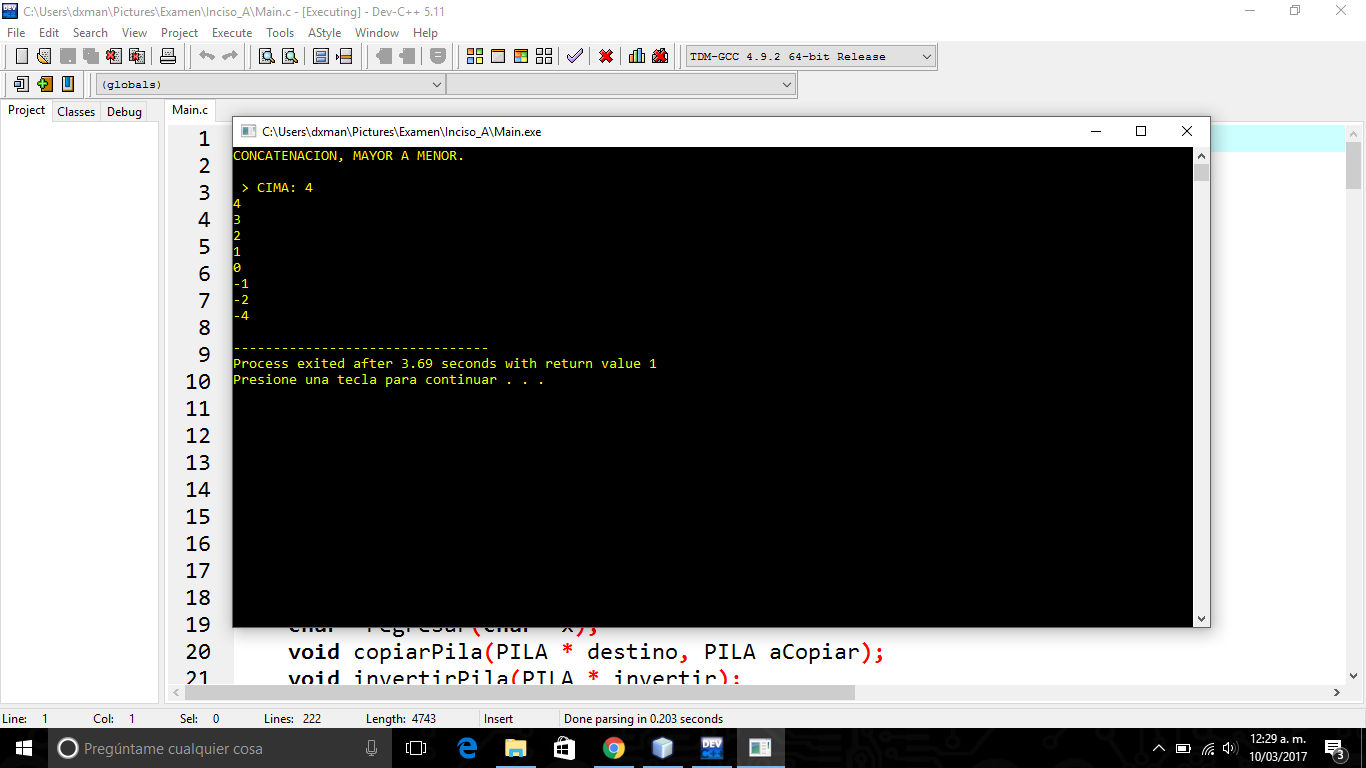 C:\Users\dxman\Pictures\Examen\Inciso_A\Main.c - [Executing] - Dev-C++ 5.11
File Edit Search View Project Execute Tools AStyle Window Help
TDM-GCC 4.9.2 64-bit Release
(globals)
Project Classes Debug Main.c
C:\Users\dxman\Pictures\Examen\Inciso_A\Main.exe
CONCATENACION, MAYOR A MENOR.
> CIMA: 4
4
3
2
1
0
-1
-2
-4
--------------------------------
Process exited after 3.69 seconds with return value 1
Presione una tecla para continuar . . .
1
2
3
4
5
6
7
8
9
10
11
12
13
14
15
16
17
18
19 char * regresar(char * x);
20 void copiarPila(PILA * destino, PILA aCopiar);
21 void invertirPila(PILA * invertir);
Line: 1 Col: 1 Sel: 0 Lines: 222 Length: 4743 Insert Done parsing in 0.203 seconds
Pregúntame cualquier cosa
DEV
12:29 a. m.
10/03/2017
3